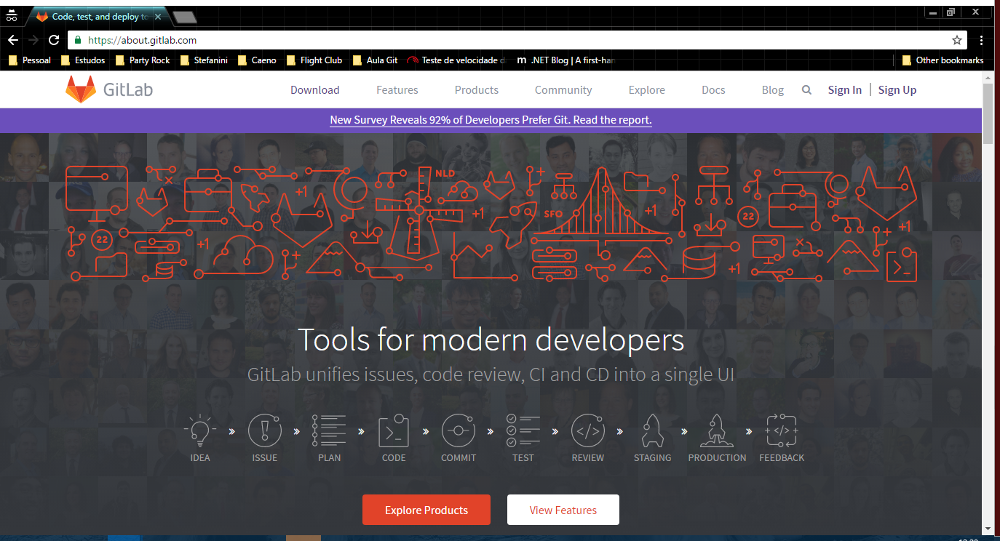 Code, test, and deploy to
https://about.gitlab.com
Pessoal Estudos Party Rock Stefanini Caeno Flight Club Aula Git Teste de velocidade d m .NET Blog | A first-han Other bookmarks
GitLab Download Features Products Community Explore Docs Blog Sign In | Sign Up
New Survey Reveals 92% of Developers Prefer Git. Read the report.
NLD
+1
+1
SFO
+1
22
22
+1
+1
+1
Tools for modern developers
GitLab unifies issues, code review, CI and CD into a single UI
IDEA » ISSUE » PLAN » CODE » COMMIT » TEST » REVIEW » STAGING » PRODUCTION » FEEDBACK
Explore Products View Features